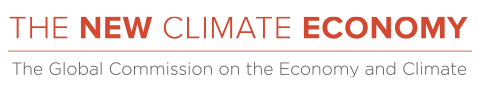 THE NEW CLIMATE ECONOMY
The Global Commission on the Economy and Climate